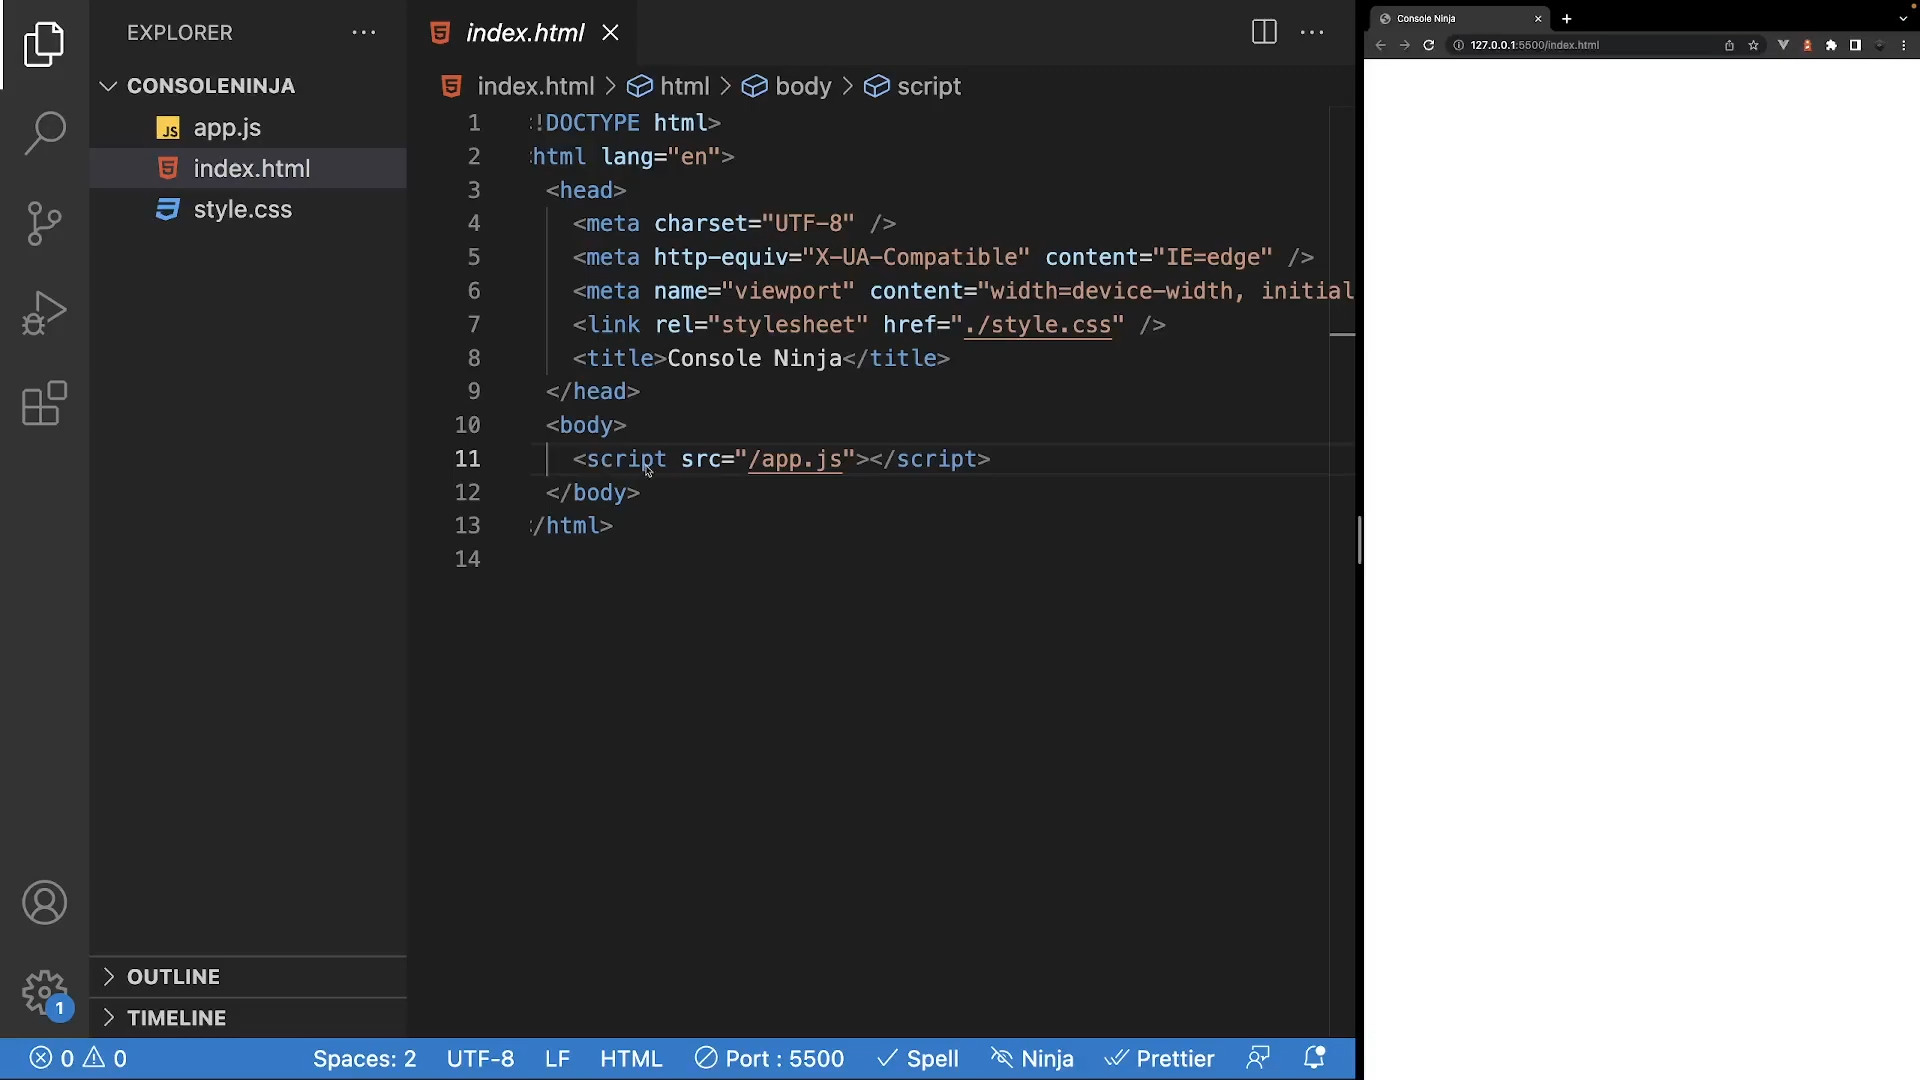 EXPLORER
CONSOLENINJA
app.js
index.html
style.css
OUTLINE
TIMELINE
index.html
index.html > html > body > script
1 !DOCTYPE html>
2 html lang="en">
3 <head>
4 <meta charset="UTF-8" />
5 <meta http-equiv="X-UA-Compatible" content="IE=edge" />
6 <meta name="viewport" content="width=device-width, initial
7 <link rel="stylesheet" href="./style.css" />
8 <title>Console Ninja</title>
9 </head>
10 <body>
11 <script src="/app.js"></script>
12 </body>
13 /html>
14
1
0 0 Spaces: 2 UTF-8 LF HTML Port : 5500 Spell Ninja Prettier
Console Ninja
127.0.0.1:5500/index.html